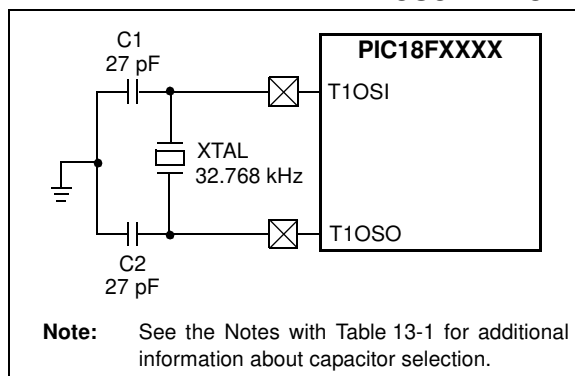 C1
27 pF
PIC18FXXXX
T1OSI
XTAL
32.768 kHz
T1OSO
C2
27 pF
Note: See the Notes with Table 13-1 for additional
information about capacitor selection.